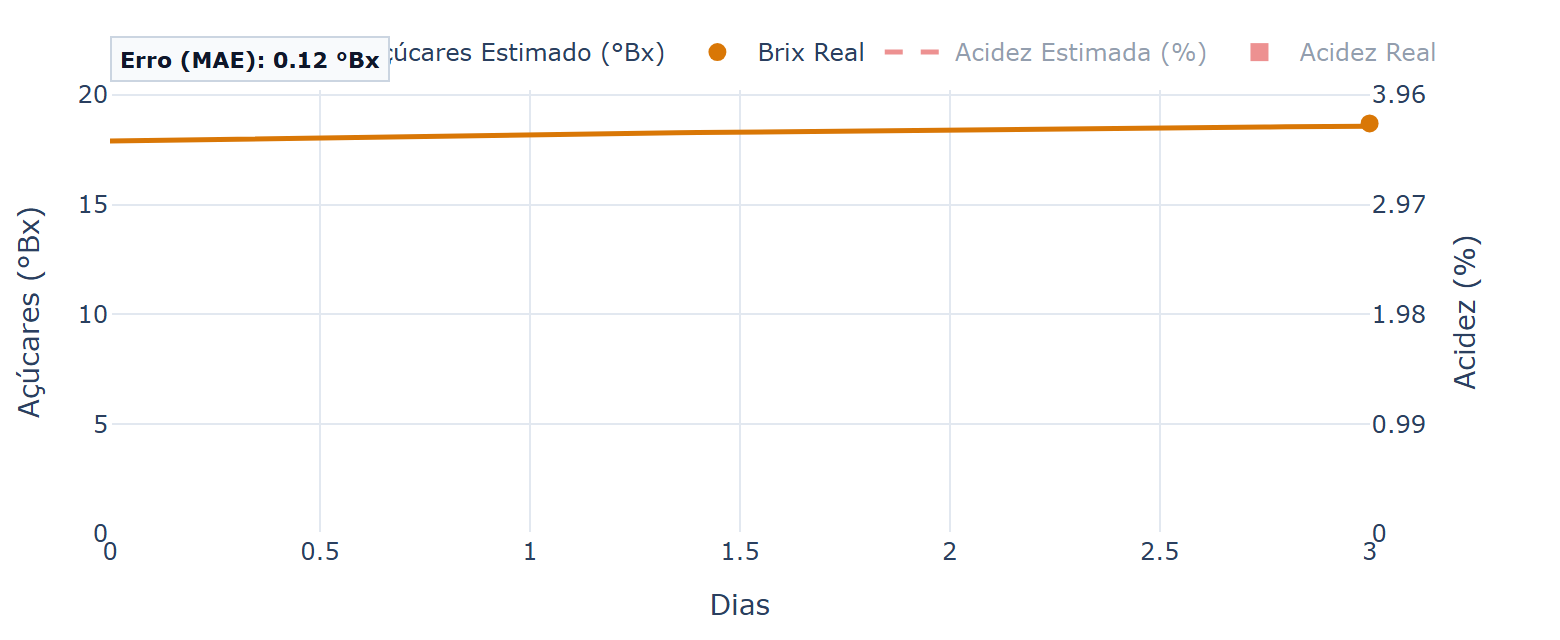 Erro (MAE): 0.12 °Bx
çúcares Estimado (°Bx)
Brix Real
Acidez Estimada (%)
Acidez Real
Açúcares (°Bx)
20
15
10
5
0
3.96
2.97
1.98
0.99
0
Acidez (%)
0 0.5 1 1.5 2 2.5 3
Dias